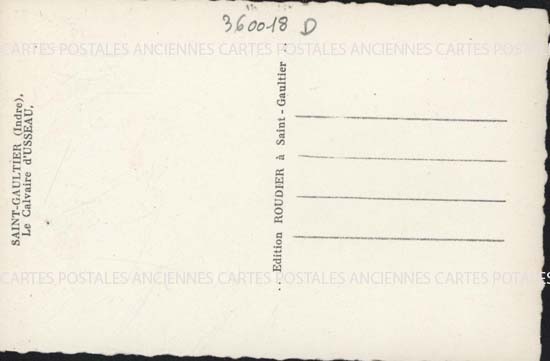 360018 D
CARTES POSTALES ANCIENNES CARTES POSTALES ANCIENNES CARTES POSTALES
SAINT-GAULTIER (Indre),
Le Calvaire d'USSEAU,
Edition ROUDIER à Saint-Gaultier
CARTES POSTALES ANCIENNES CARTES POSTALES ANCIENNES CARTES POSTALES